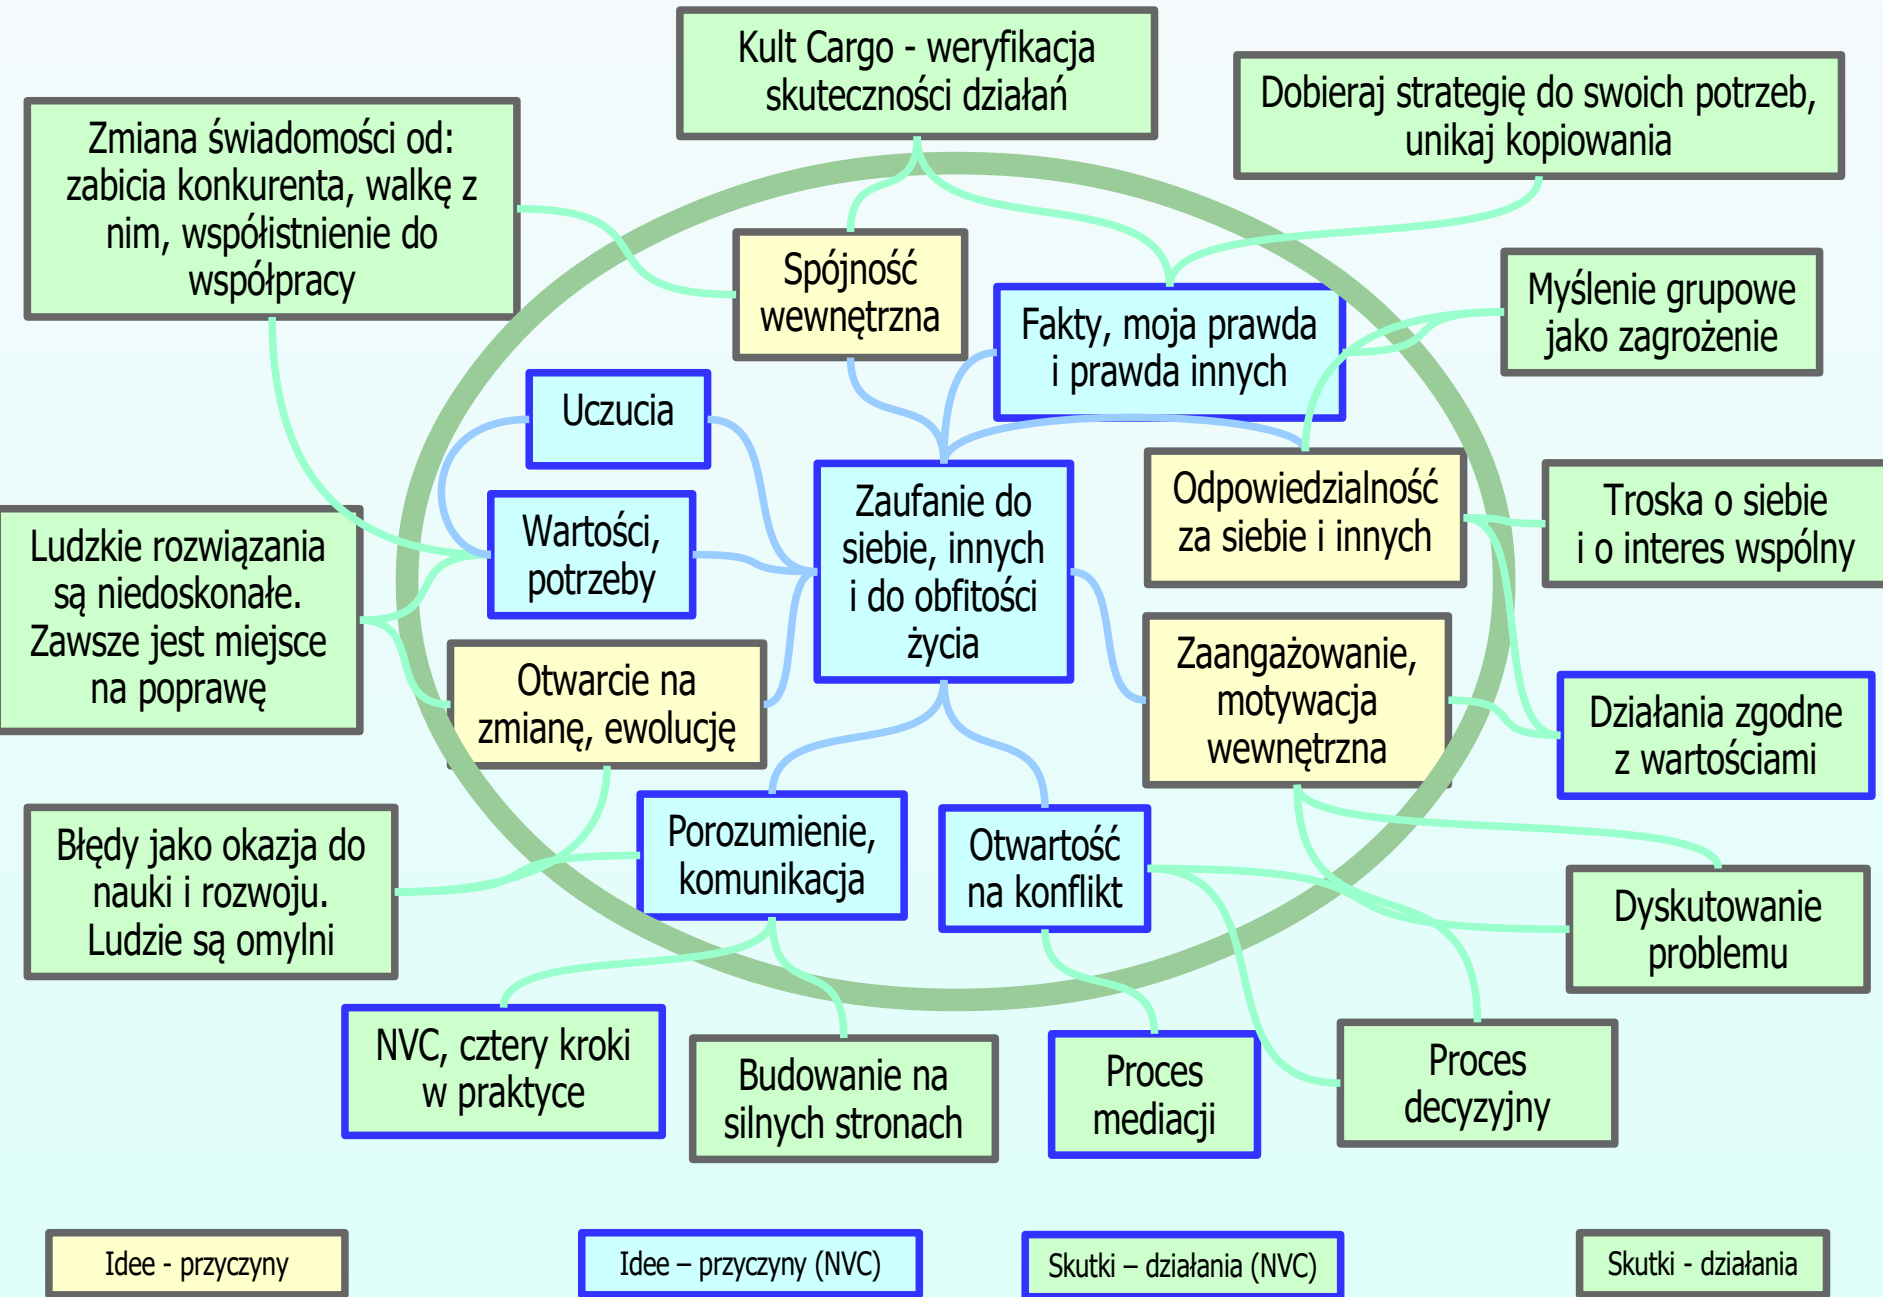 Kult Cargo - weryfikacja
skuteczności działań
Dobieraj strategię do swoich potrzeb,
unikaj kopiowania
Zmiana świadomości od:
zabicia konkurenta, walkę z
nim, współistnienie do
współpracy
Spójność
wewnętrzna
Fakty, moja prawda
i prawda innych
Myślenie grupowe
jako zagrożenie
Uczucia
Wartości,
potrzeby
Zaufanie do
siebie, innych
i do obfitości
życia
Odpowiedzialność
za siebie i innych
Troska o siebie
i o interes wspólny
Ludzkie rozwiązania
są niedoskonałe.
Zawsze jest miejsce
na poprawę
Otwarcie na
zmianę, ewolucję
Zaangażowanie,
motywacja
wewnętrzna
Działania zgodne
z wartościami
Błędy jako okazja do
nauki i rozwoju.
Ludzie są omylni
Porozumienie,
komunikacja
Otwartość
na konflikt
Dyskutowanie
problemu
NVC, cztery kroki
w praktyce
Budowanie na
silnych stronach
Proces
mediacji
Proces
decyzyjny
Idee - przyczyny
Idee – przyczyny (NVC)
Skutki – działania (NVC)
Skutki - działania